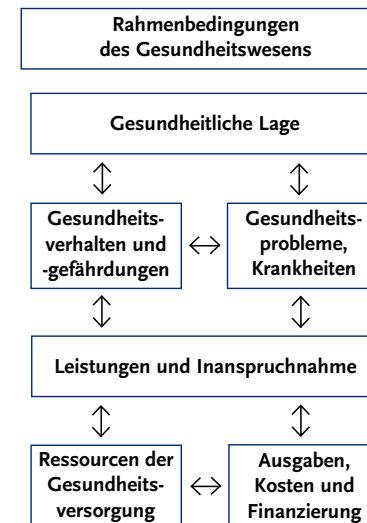 Rahmenbedingungen
des Gesundheitswesens
Gesundheitliche Lage
Gesundheits-
verhalten und
-gefährdungen
Gesundheits-
probleme,
Krankheiten
Leistungen und Inanspruchnahme
Ressourcen der
Gesundheits-
versorgung
Ausgaben,
Kosten und
Finanzierung